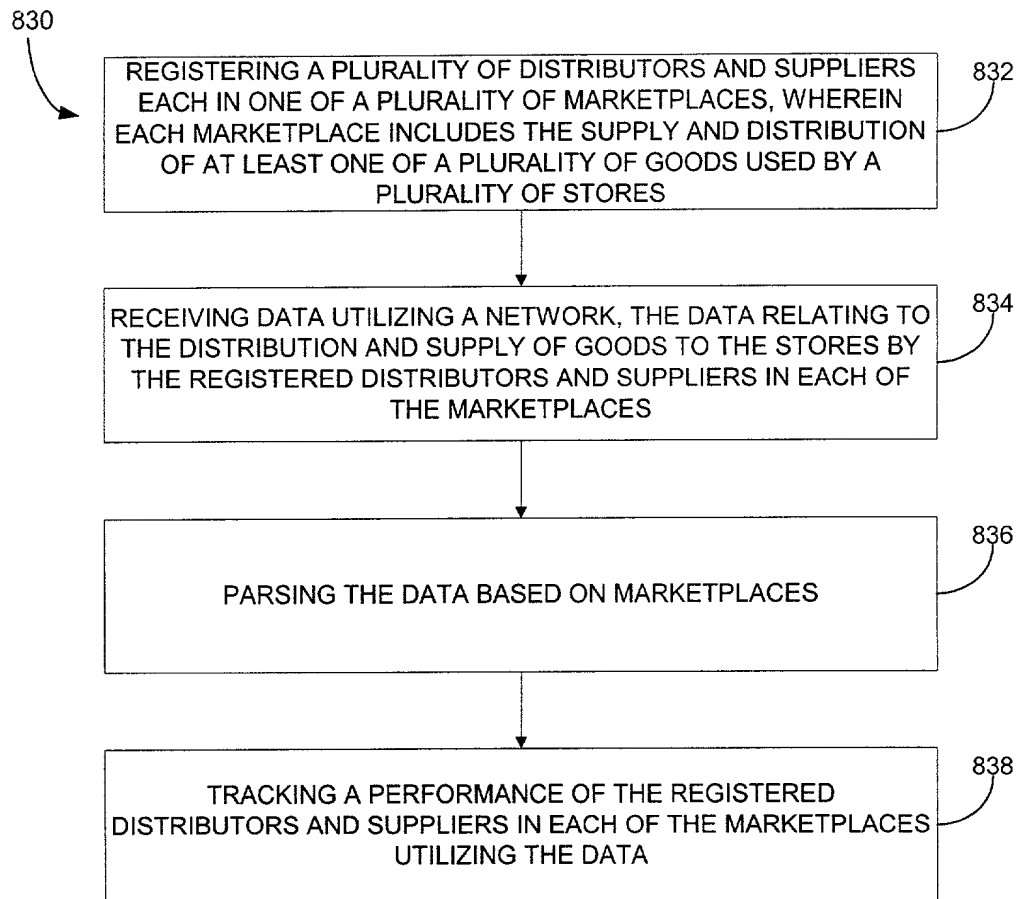 830
REGISTERING A PLURALITY OF DISTRIBUTORS AND SUPPLIERS
EACH IN ONE OF A PLURALITY OF MARKETPLACES, WHEREIN
EACH MARKETPLACE INCLUDES THE SUPPLY AND DISTRIBUTION
OF AT LEAST ONE OF A PLURALITY OF GOODS USED BY A
PLURALITY OF STORES
832
RECEIVING DATA UTILIZING A NETWORK, THE DATA RELATING TO
THE DISTRIBUTION AND SUPPLY OF GOODS TO THE STORES BY
THE REGISTERED DISTRIBUTORS AND SUPPLIERS IN EACH OF
THE MARKETPLACES
834
PARSING THE DATA BASED ON MARKETPLACES
836
TRACKING A PERFORMANCE OF THE REGISTERED
DISTRIBUTORS AND SUPPLIERS IN EACH OF THE MARKETPLACES
UTILIZING THE DATA
838